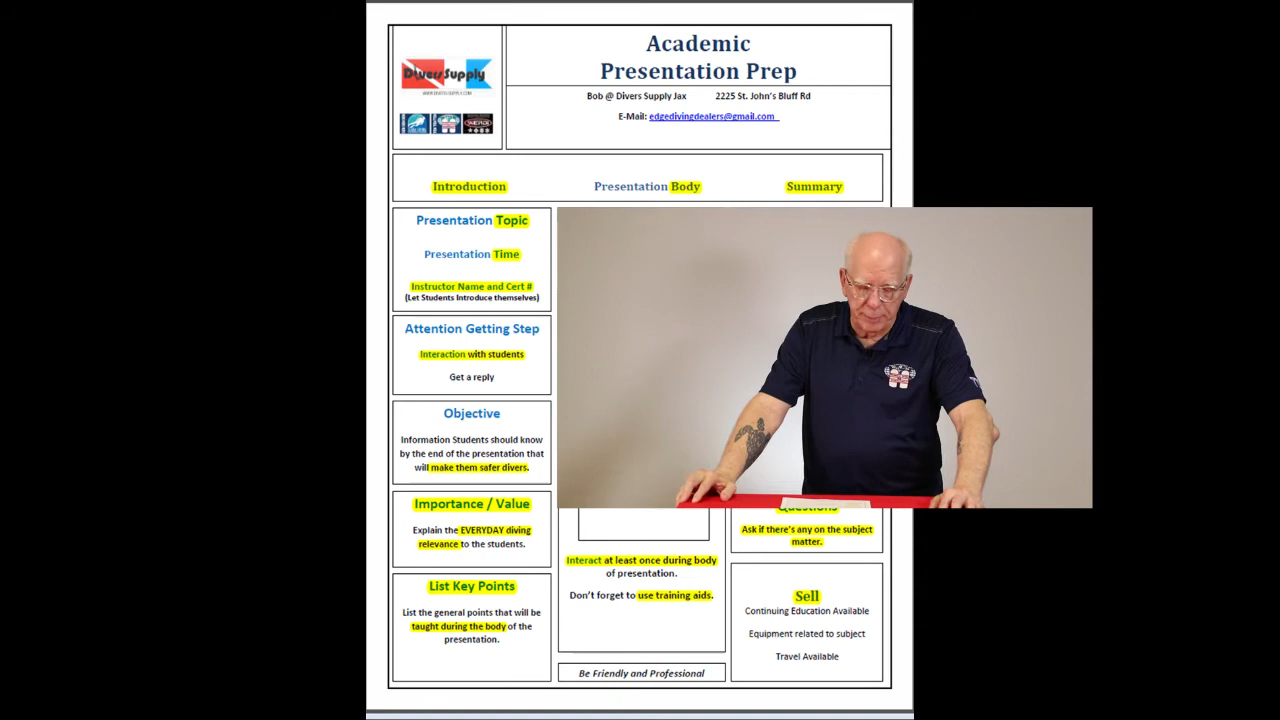 Academic
Presentation Prep
Divers Supply
WWW.DIVERSSUPPLY.COM
Bob @ Divers Supply Jax 2225 St. John's Bluff Rd
E-Mail: edgedivingdealers@gmail.com
Introduction Presentation Body Summary
Presentation Topic
Presentation Time
Instructor Name and Cert #
(Let Students Introduce themselves)
Attention Getting Step
Interaction with students
Get a reply
Objective
Information Students should know
by the end of the presentation that
will make them safer divers.
Importance / Value
Explain the EVERYDAY diving
relevance to the students.
List Key Points
List the general points that will be
taught during the body of the
presentation.
Interact at least once during body
of presentation.
Don't forget to use training aids.
Be Friendly and Professional
Questions
Ask if there's any on the subject
matter.
Sell
Continuing Education Available
Equipment related to subject
Travel Available